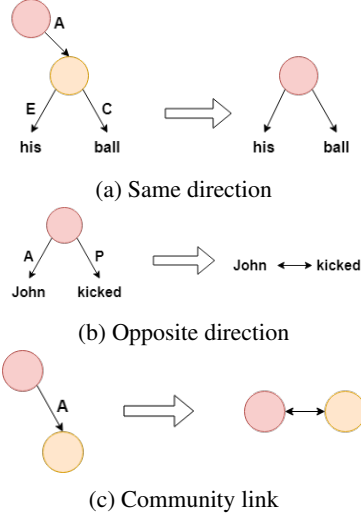 A
E C
his ball his ball
(a) Same direction
A P
John kicked John kicked
(b) Opposite direction
A
(c) Community link